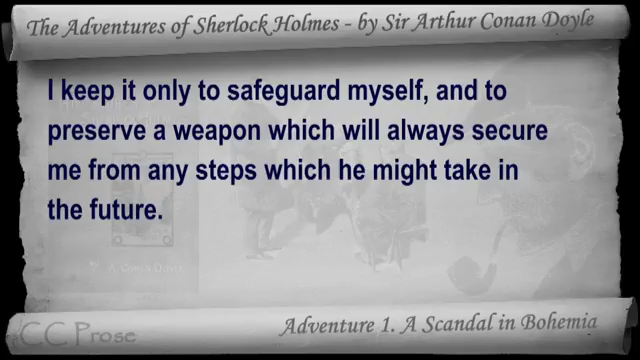 The Adventures of Sherlock Holmes - by Sir Arthur Conan Doyle
I keep it only to safeguard myself, and to
preserve a weapon which will always secure
me from any steps which he might take in
the future.
Adventure 1. A Scandal in Bohemia
CC Prose